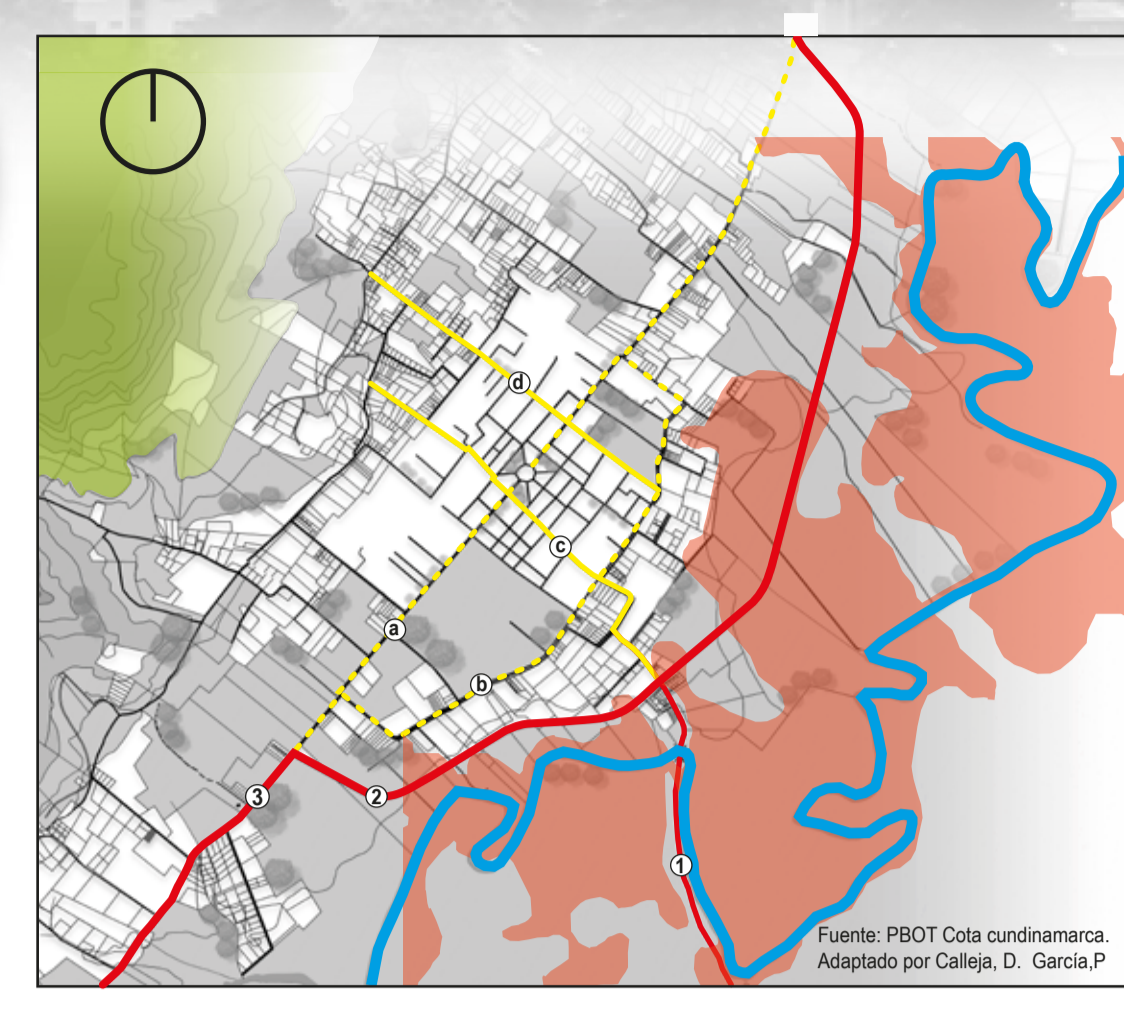 d
c
a
b
3
2
1
Fuente: PBOT Cota cundinamarca.
Adaptado por Calleja, D. García,P